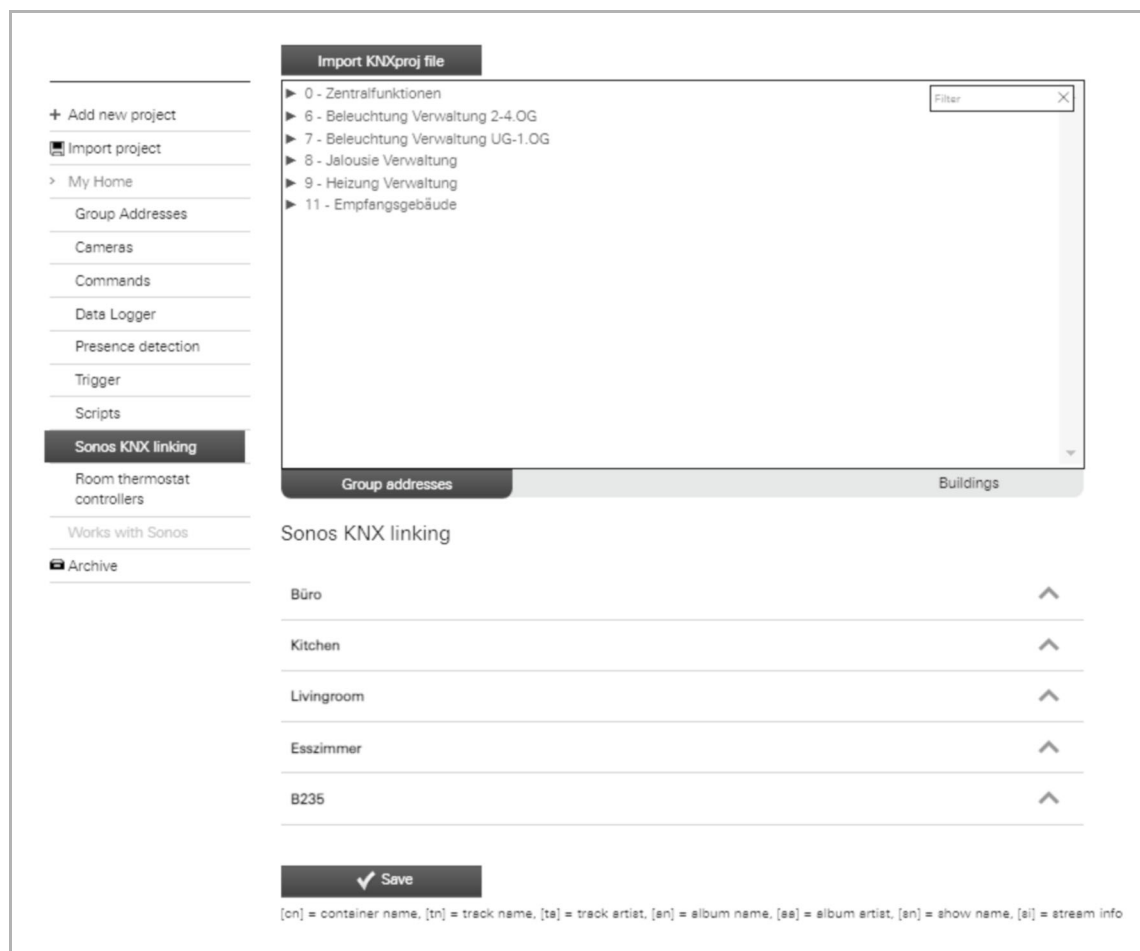 Import KNXproj file
+ Add new project
Import project
> My Home
Group Addresses
Cameras
Commands
Data Logger
Presence detection
Trigger
Scripts
Sonos KNX linking
Room thermostat
controllers
Works with Sonos
Archive
0 - Zentralfunktionen
6 - Beleuchtung Verwaltung 2-4.OG
7 - Beleuchtung Verwaltung UG-1.OG
8 - Jalousie Verwaltung
9 - Heizung Verwaltung
11 - Empfangsgebäude
Filter
Group addresses
Buildings
Sonos KNX linking
Büro
Kitchen
Livingroom
Esszimmer
B235
Save
[cn] = container name, [tn] = track name, [ta] = track artist, [an] = album name, [aa] = album artist, [sn] = show name, [si] = stream info